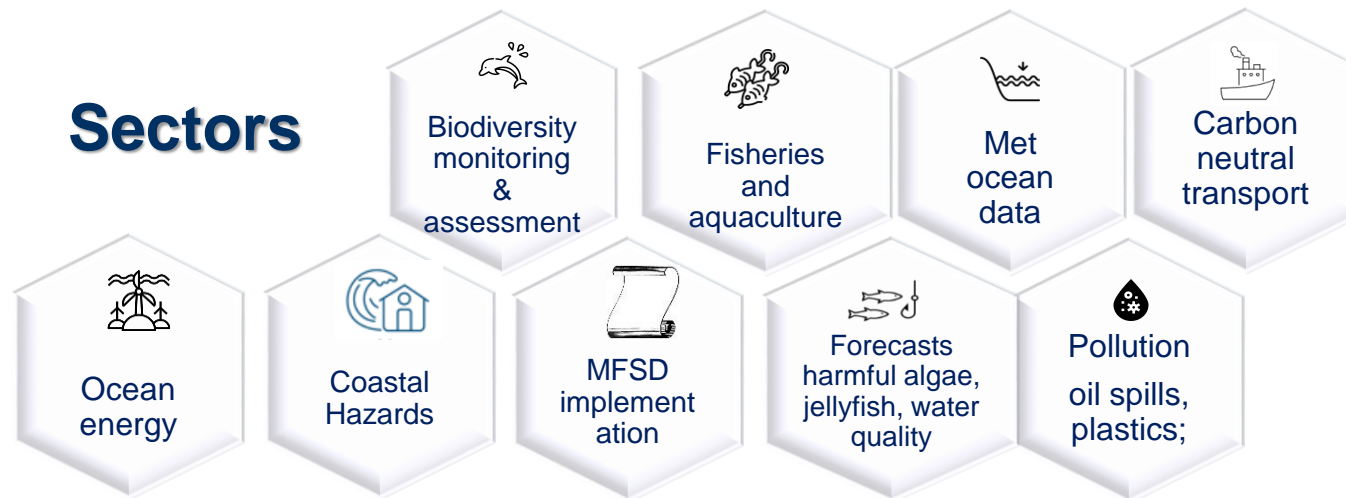 Sectors
Biodiversity
monitoring
&
assessment
Fisheries
and
aquaculture
Met
ocean
data
Carbon
neutral
transport
Ocean
energy
Coastal
Hazards
MFSD
implement
ation
Forecasts
harmful algae,
jellyfish, water
quality
Pollution
oil spills,
plastics;